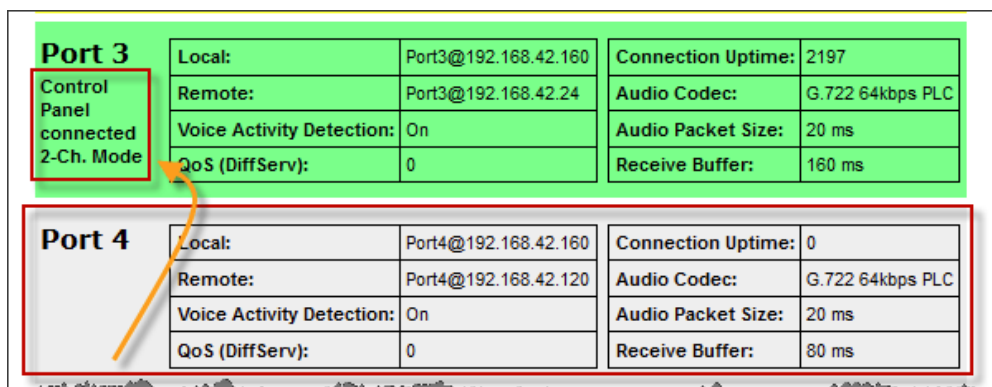 Port 3
Control
Panel
connected
2-Ch. Mode
Local: Port3@192.168.42.160 Connection Uptime: 2197
Remote: Port3@192.168.42.24 Audio Codec: G.722 64kbps PLC
Voice Activity Detection: On Audio Packet Size: 20 ms
QoS (DiffServ): 0 Receive Buffer: 160 ms
Port 4
Local: Port4@192.168.42.160 Connection Uptime: 0
Remote: Port4@192.168.42.120 Audio Codec: G.722 64kbps PLC
Voice Activity Detection: On Audio Packet Size: 20 ms
QoS (DiffServ): 0 Receive Buffer: 80 ms